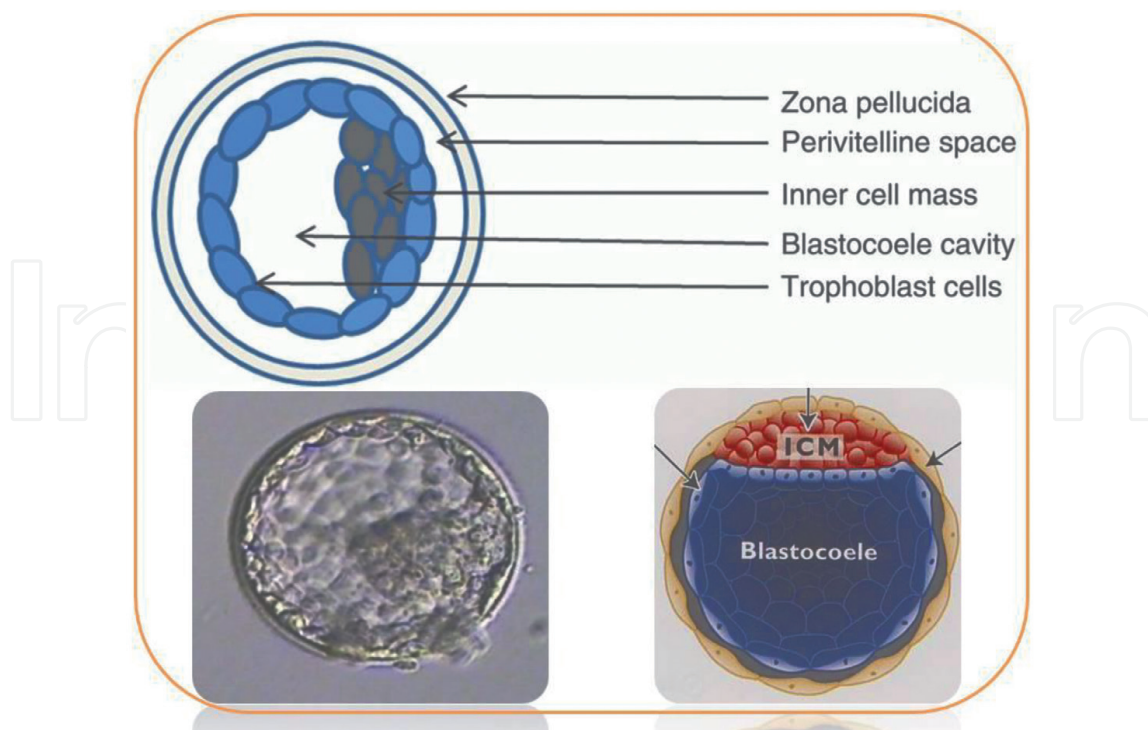 Zona pellucida
Perivitelline space
Inner cell mass
Blastocoele cavity
Trophoblast cells
ICM
Blastocoele